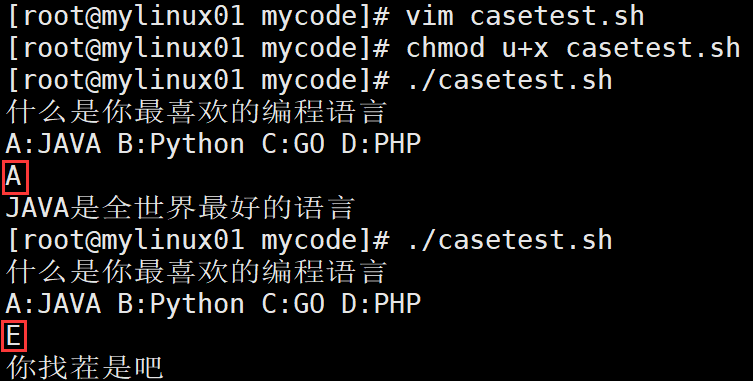 [root@mylinux01 mycode]# vim casetest.sh
[root@mylinux01 mycode]# chmod u+x casetest.sh
[root@mylinux01 mycode]# ./casetest.sh
什么是你最喜欢的编程语言
A:JAVA B:Python C:GO D:PHP
A
JAVA是全世界最好的语言
[root@mylinux01 mycode]# ./casetest.sh
什么是你最喜欢的编程语言
A:JAVA B:Python C:GO D:PHP
E
你找茬是吧